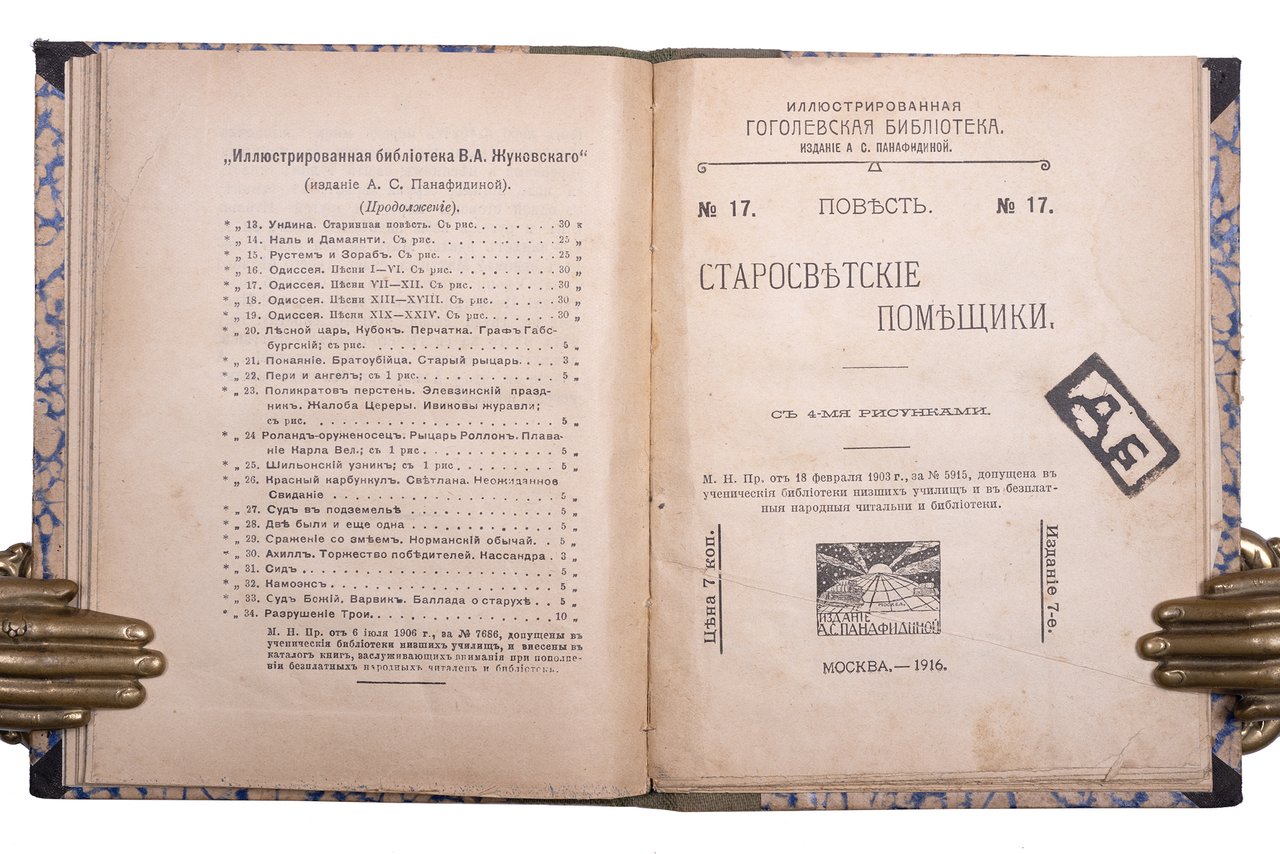 „Иллюстрированная библіотека В.А. Жуковскаго“
(изданіе А. С. Панафидиной).
(Продолженіе).
* „ 13. Ундина. Старинная повѣсть. Съ рис. . . . . . . . 30 к
* „ 14. Наль и Дамаянти. Съ рис. . . . . . . . . . . 25 „
* „ 15. Рустемъ и Зорабъ. Съ рис. . . . . . . . . . . 25 „
* „ 16. Одиссея. Пѣсни I—VI. Съ рис. . . . . . . . . . 30 „
* „ 17. Одиссея. Пѣсни VII—XII. Съ рис. . . . . . . . . 30 „
* „ 18. Одиссея. Пѣсни XIII—XVIII. Съ рис. . . . . . . 30 „
* „ 19. Одиссея. Пѣсни XIX—XXIV. Съ рис. . . . . . . . 30 „
* „ 20. Лѣсной царь, Кубокъ. Перчатка. Графъ Габс-
бургскій; съ рис. . . . . . . . . . . . . . . . 5 „
* „ 21. Покаяніе. Братоубійца. Старый рыцарь. . . . 3 „
* „ 22. Пери и ангелъ; съ 1 рис. . . . . . . . . . . . 5 „
* „ 23. Поликратовъ перстень. Элевзинскій празд-
никъ. Жалоба Цереры. Ивиковы журавли;
съ рис. . . . . . . . . . . . . . . . . . . . 5 „
* „ 24 Роландъ-оруженосецъ. Рыцарь Роллонъ. Плава-
ніе Карла Вел.; съ 1 рис . . . . . . . . . . . 5 „
* „ 25. Шильонскій узникъ; съ 1 рис . . . . . . . . . 5 „
* „ 26. Красный карбункулъ. Свѣтлана. Неожиданное
Свиданіе . . . . . . . . . . . . . . . . . . 5 „
* „ 27. Судъ въ подземельѣ . . . . . . . . . . . . 5 „
* „ 28. Двѣ были и еще одна . . . . . . . . . . . . 5 „
* „ 29. Сраженіе со змѣемъ. Норманскій обычай. . . 5 „
* „ 30. Ахиллъ. Торжество побѣдителей. Кассандра . 3 „
* „ 31. Сидъ . . . . . . . . . . . . . . . . . . . . 5 „
* „ 32. Камоэнсъ . . . . . . . . . . . . . . . . . . 5 „
* „ 33. Судъ Божій. Варвикъ. Баллада о старухѣ . . 5 „
* „ 34. Разрушеніе Трои. . . . . . . . . . . . . . . 10 „
М. Н. Пр. отъ 6 іюля 1906 г., за № 7686, допущены въ
ученическія библіотеки низшихъ училищъ, и внесены въ
каталогъ книгъ, заслуживающихъ вниманія при пополне-
ніи безплатныхъ народныхъ читаленъ и библіотекъ.
ИЛЛЮСТРИРОВАННАЯ
ГОГОЛЕВСКАЯ БИБЛІОТЕКА.
ИЗДАНІЕ А С. ПАНАФИДИНОЙ.
№ 17. ПОВѢСТЬ. № 17.
СТАРОСВѢТСКІЕ
ПОМѢЩИКИ.
СЪ 4-МЯ РИСУНКАМИ.
АБ
М. Н. Пр. отъ 18 февраля 1903 г., за № 5915, допущена въ
ученическія библіотеки низшихъ училищъ и въ безплат-
ныя народныя читальни и библіотеки.
Цѣна 7 коп.
Изданіе 7-е.
МОСКВА.
ИЗДАНІЕ
А.С.ПАНАФИДИНОЙ
МОСКВА.—1916.